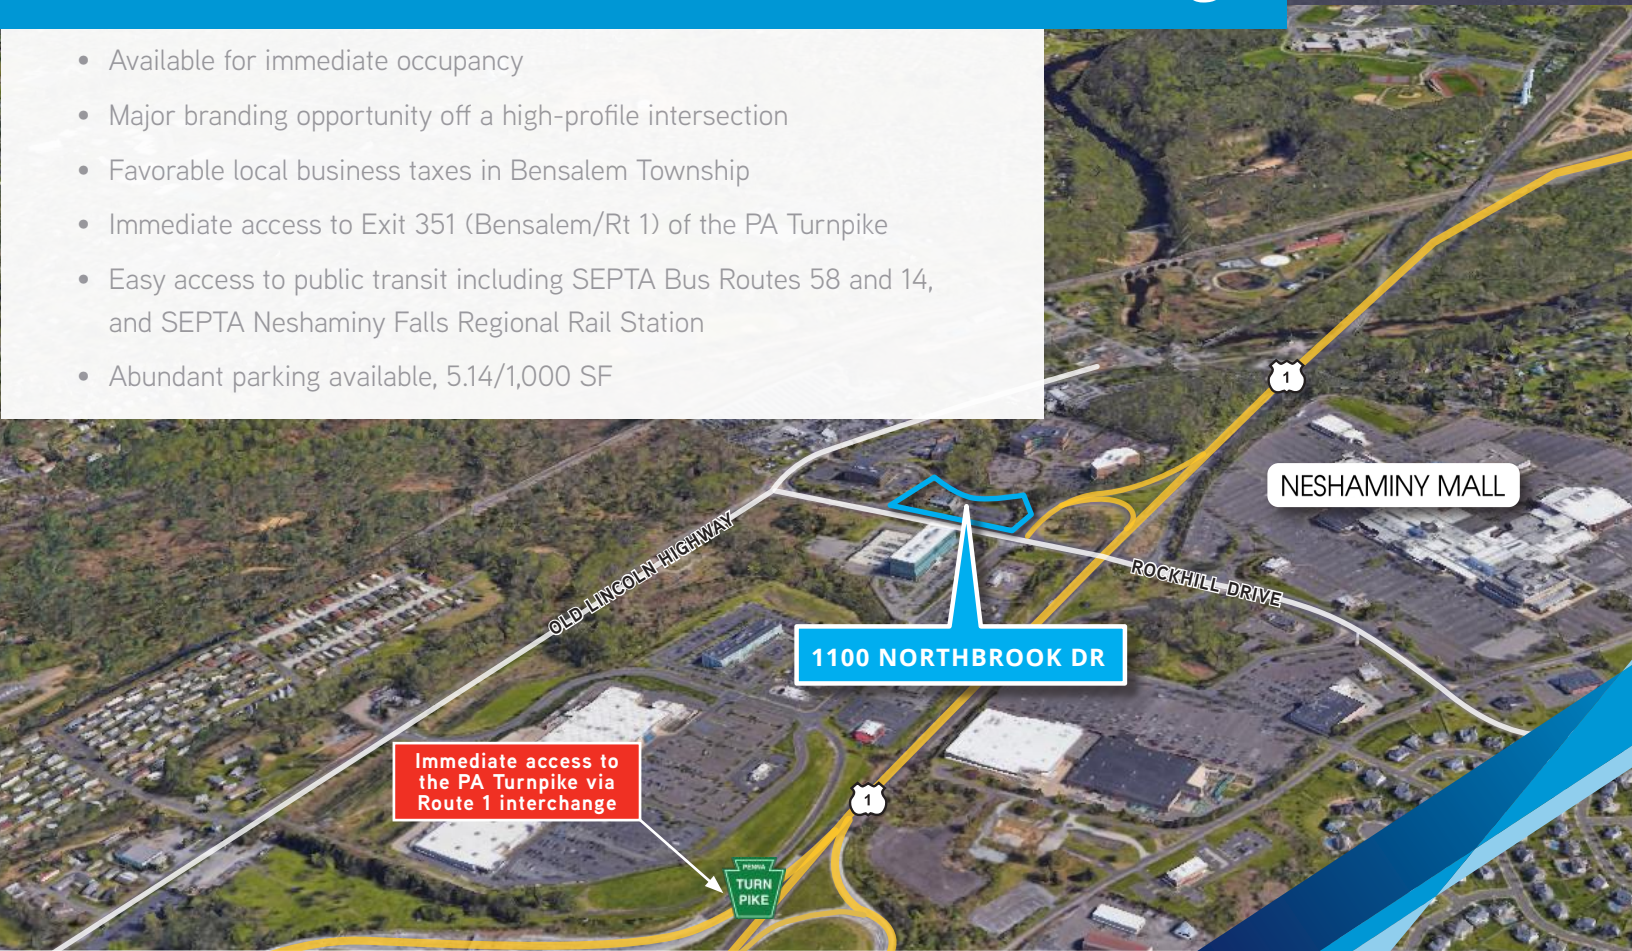 • Available for immediate occupancy
• Major branding opportunity off a high-profile intersection
• Favorable local business taxes in Bensalem Township
• Immediate access to Exit 351 (Bensalem/Rt 1) of the PA Turnpike
• Easy access to public transit including SEPTA Bus Routes 58 and 14,
and SEPTA Neshaminy Falls Regional Rail Station
• Abundant parking available, 5.14/1,000 SF
1
NESHAMINY MALL
OLD LINCOLN HIGHWAY
ROCKHILL DRIVE
1100 NORTHBROOK DR
Immediate access to
the PA Turnpike via
Route 1 interchange
1
PENNA
TURN
PIKE